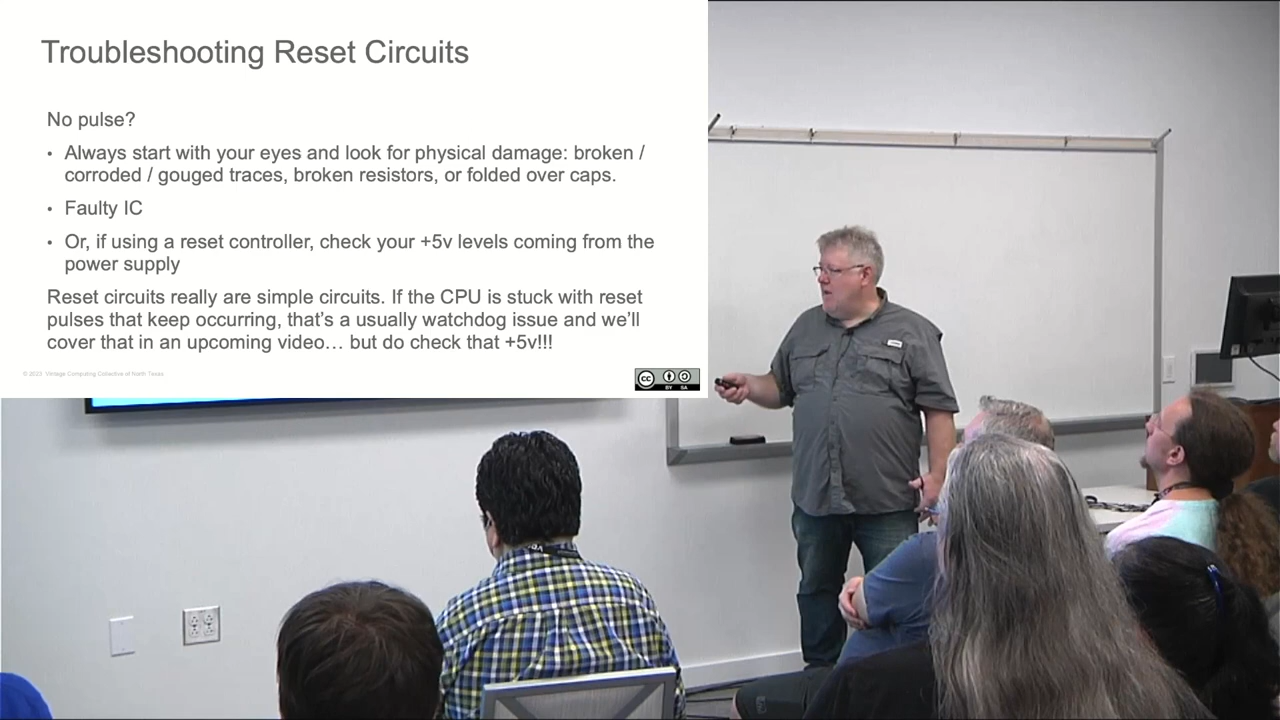 Troubleshooting Reset Circuits
No pulse?
• Always start with your eyes and look for physical damage: broken /
corroded / gouged traces, broken resistors, or folded over caps.
• Faulty IC
• Or, if using a reset controller, check your +5v levels coming from the
power supply
Reset circuits really are simple circuits. If the CPU is stuck with reset
pulses that keep occurring, that’s a usually watchdog issue and we’ll
cover that in an upcoming video… but do check that +5v!!!
© 2023 Vintage Computing Collective of North Texas
cc
BY SA